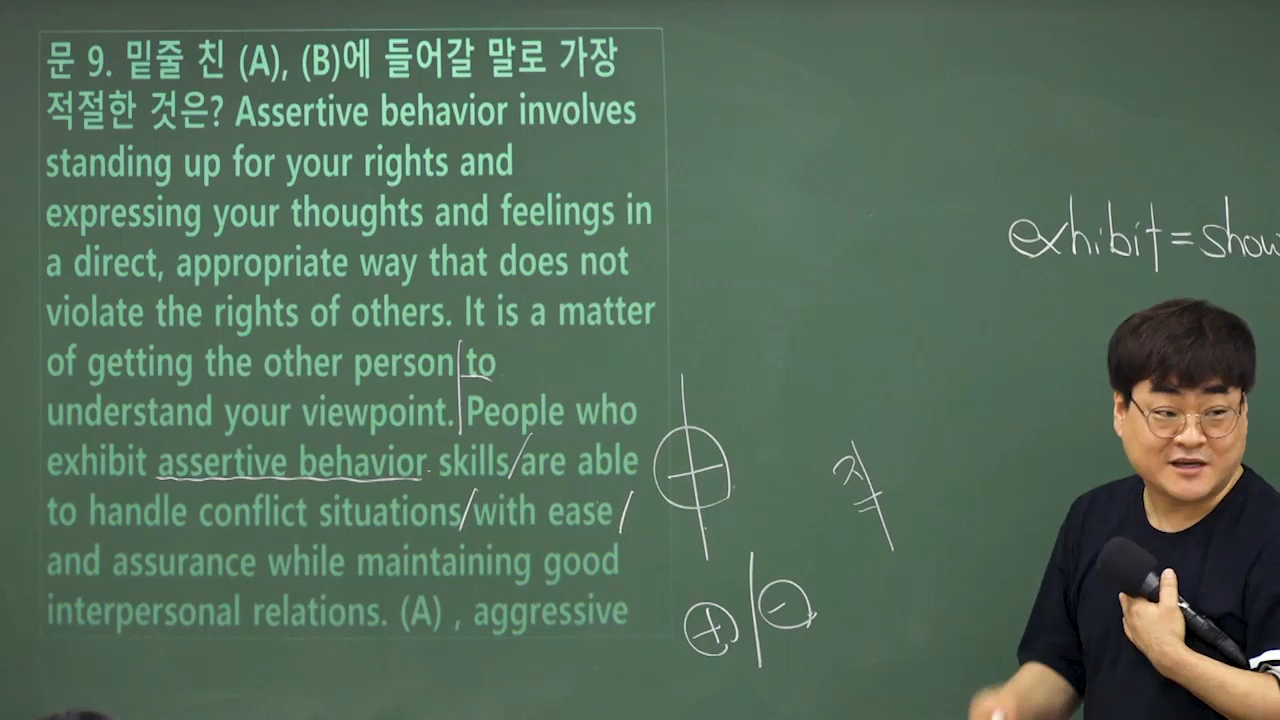 문 9. 밑줄 친 (A), (B)에 들어갈 말로 가장
적절한 것은? Assertive behavior involves
standing up for your rights and
expressing your thoughts and feelings in
a direct, appropriate way that does not
violate the rights of others. It is a matter
of getting the other person to
understand your viewpoint. People who
exhibit assertive behavior skills are able
to handle conflict situations with ease
and assurance while maintaining good
interpersonal relations. (A) , aggressive
exhibit = show
즉
+ -